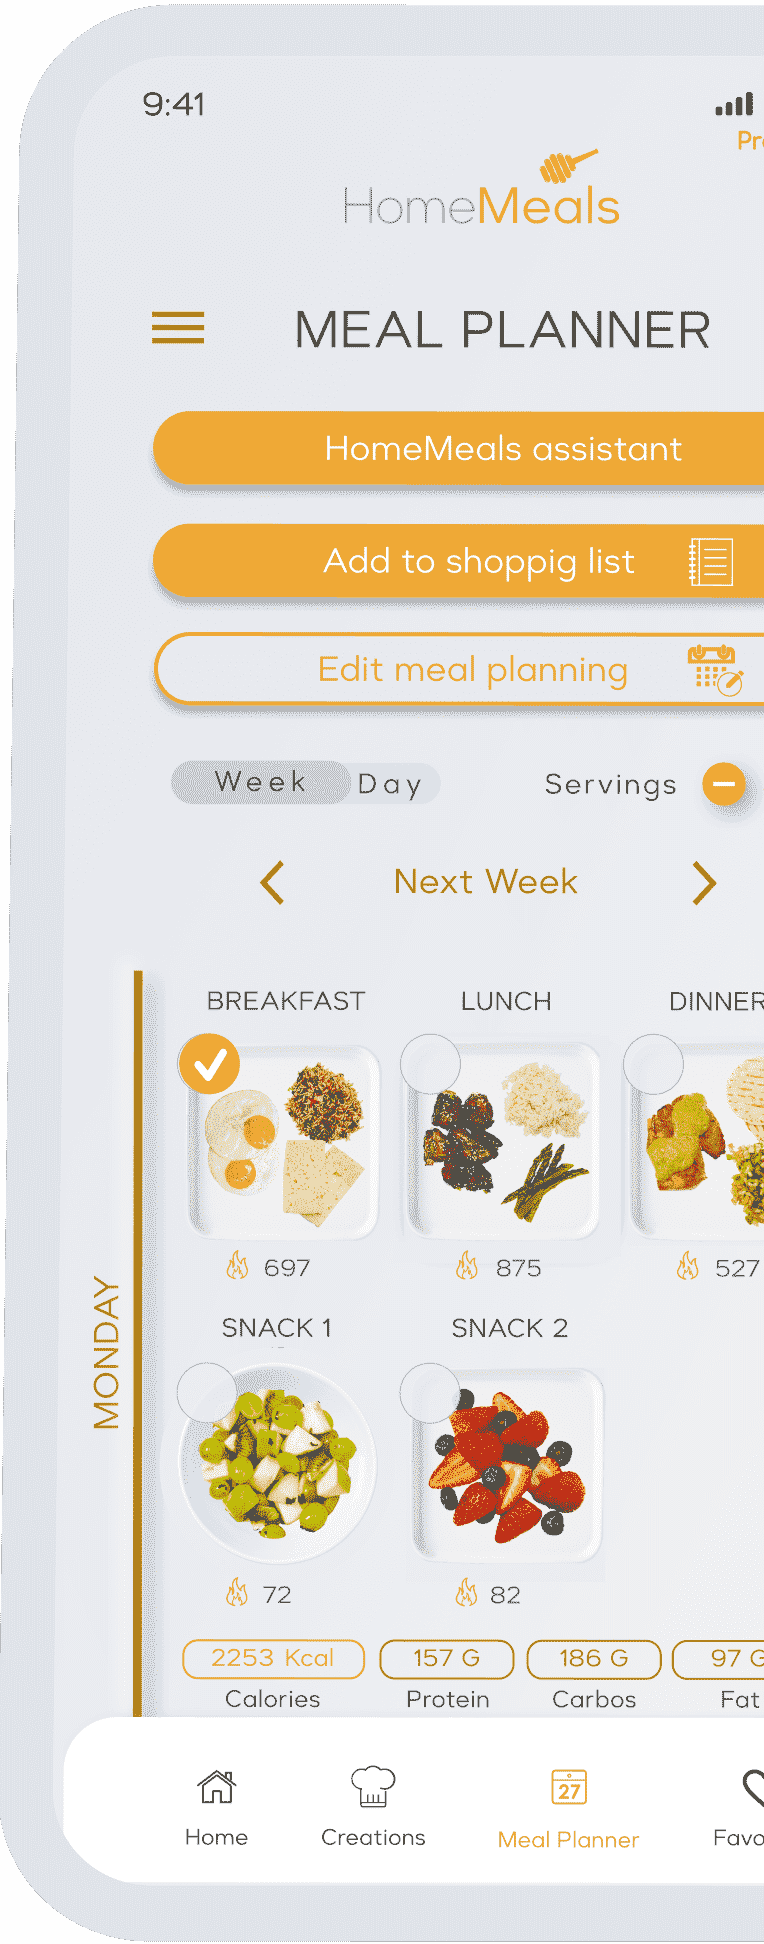 9:41
HomeMeals
MEAL PLANNER
HomeMeals assistant
Add to shoppig list
Edit meal planning
Week Day Servings
Next Week
BREAKFAST LUNCH DINNER
697 875 527
MONDAY
SNACK 1 SNACK 2
72 82
2253 Kcal 157 G 186 G 97 G
Calories Protein Carbos Fat
27
Home Creations Meal Planner